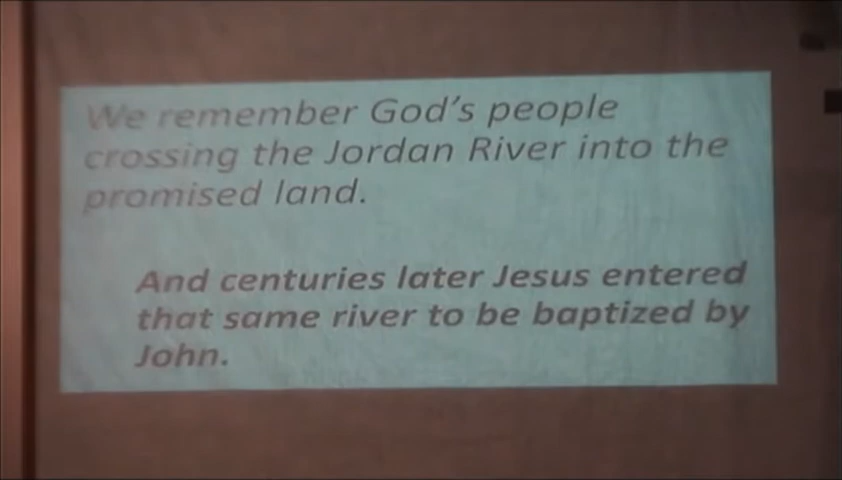 We remember God's people
crossing the Jordan River into the
promised land.
And centuries later Jesus entered
that same river to be baptized by
John.